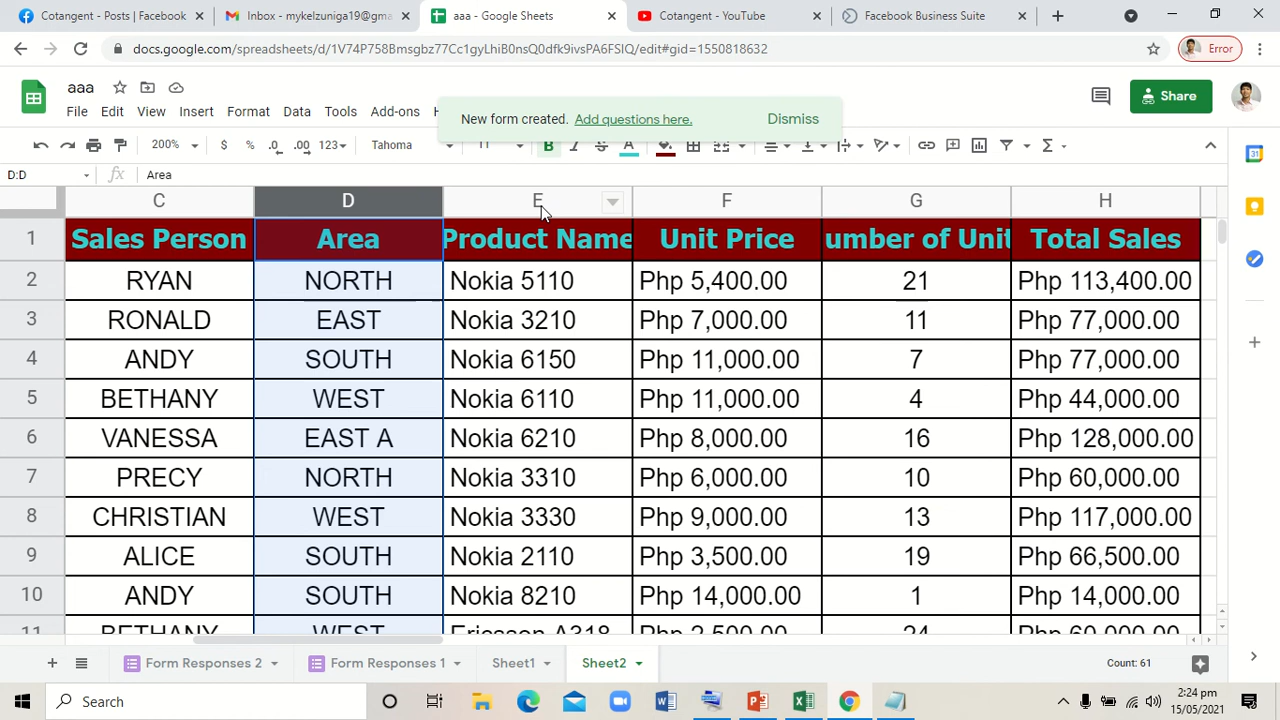 Cotangent - Posts | Facebook
Inbox - mykelzuniga19@gma
aaa - Google Sheets
Cotangent - YouTube
Facebook Business Suite
docs.google.com/spreadsheets/d/1V74P758Bmsgbz77Cc1gyLhiB0nsQ0dfk9ivsPA6FSIQ/edit#gid=1550818632
Error
aaa
File Edit View Insert Format Data Tools Add-ons
New form created. Add questions here. Dismiss
Share
200% $ % .0 .00 123 Tahoma 11 B I S A
D:D fx Area
C D E F G H
1 Sales Person Area Product Name Unit Price umber of Unit Total Sales
2 RYAN NORTH Nokia 5110 Php 5,400.00 21 Php 113,400.00
3 RONALD EAST Nokia 3210 Php 7,000.00 11 Php 77,000.00
4 ANDY SOUTH Nokia 6150 Php 11,000.00 7 Php 77,000.00
5 BETHANY WEST Nokia 6110 Php 11,000.00 4 Php 44,000.00
6 VANESSA EAST A Nokia 6210 Php 8,000.00 16 Php 128,000.00
7 PRECY NORTH Nokia 3310 Php 6,000.00 10 Php 60,000.00
8 CHRISTIAN WEST Nokia 3330 Php 9,000.00 13 Php 117,000.00
9 ALICE SOUTH Nokia 2110 Php 3,500.00 19 Php 66,500.00
10 ANDY SOUTH Nokia 8210 Php 14,000.00 1 Php 14,000.00
11 BETHANY WEST Ericsson A318 Php 2,500.00 24 Php 60,000.00
Form Responses 2 Form Responses 1 Sheet1 Sheet2 Count: 61
Search
2:24 pm
15/05/2021